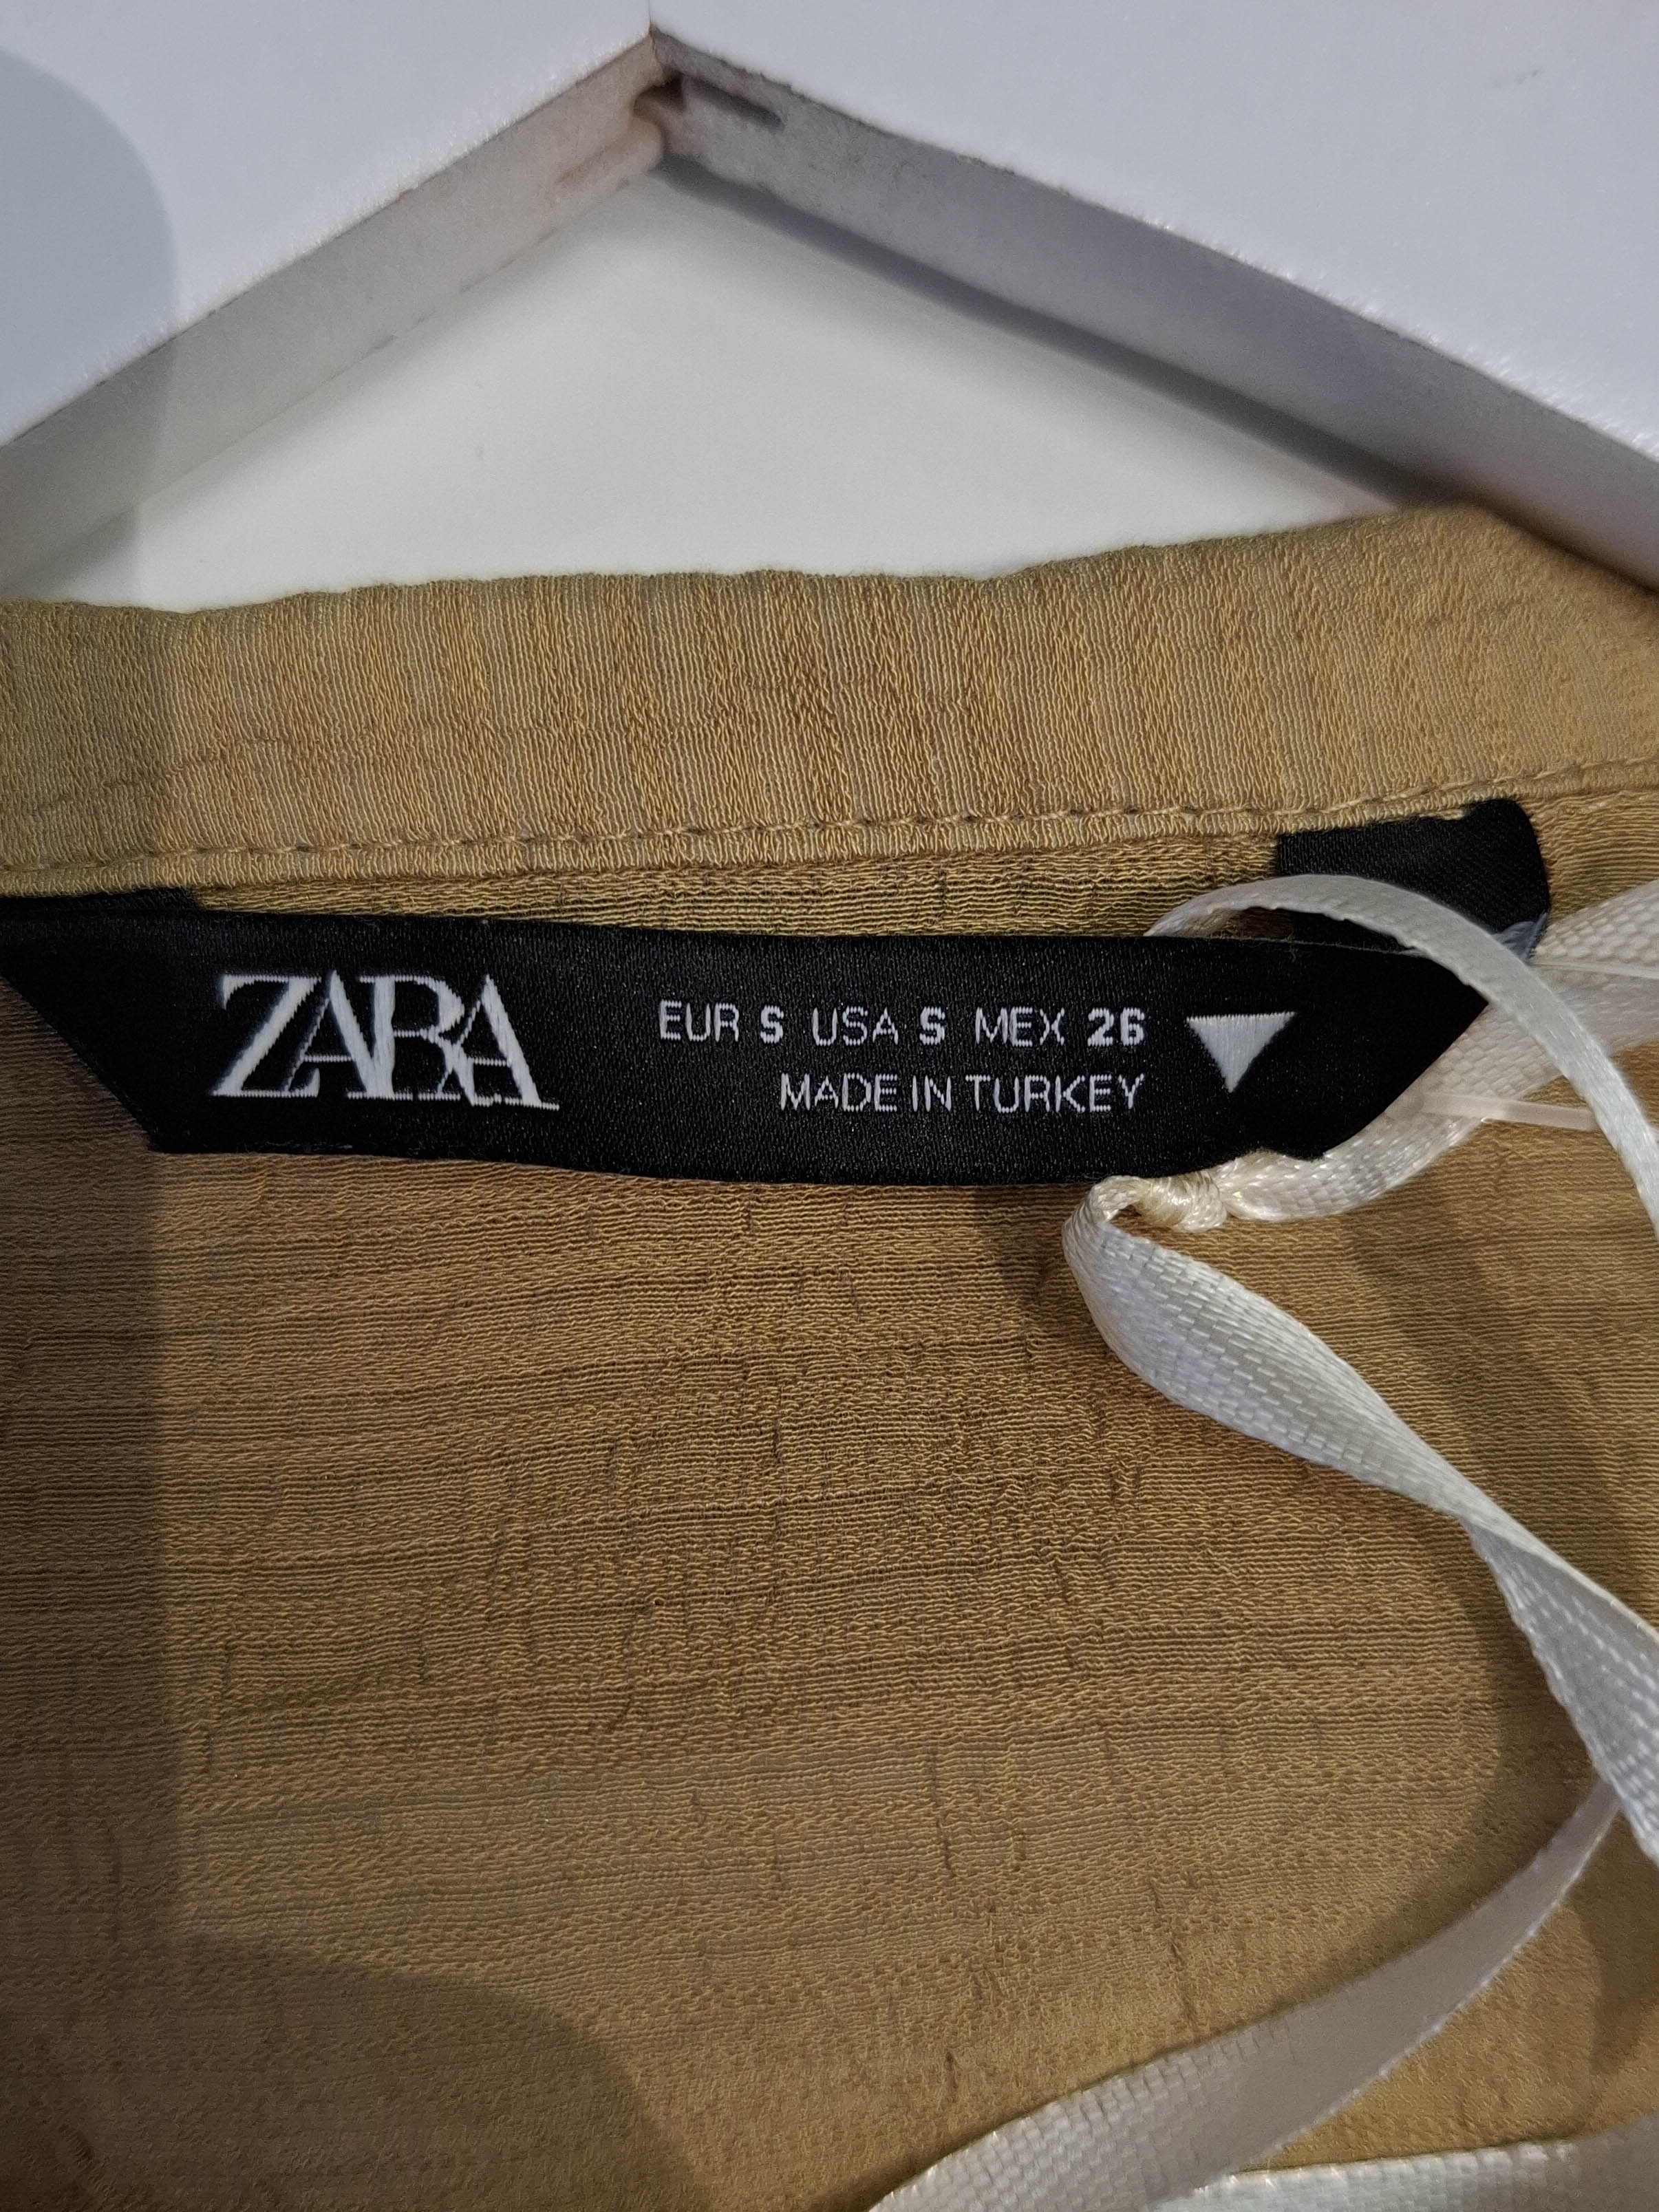 ZARA
EUR S USA S MEX 26
MADE IN TURKEY